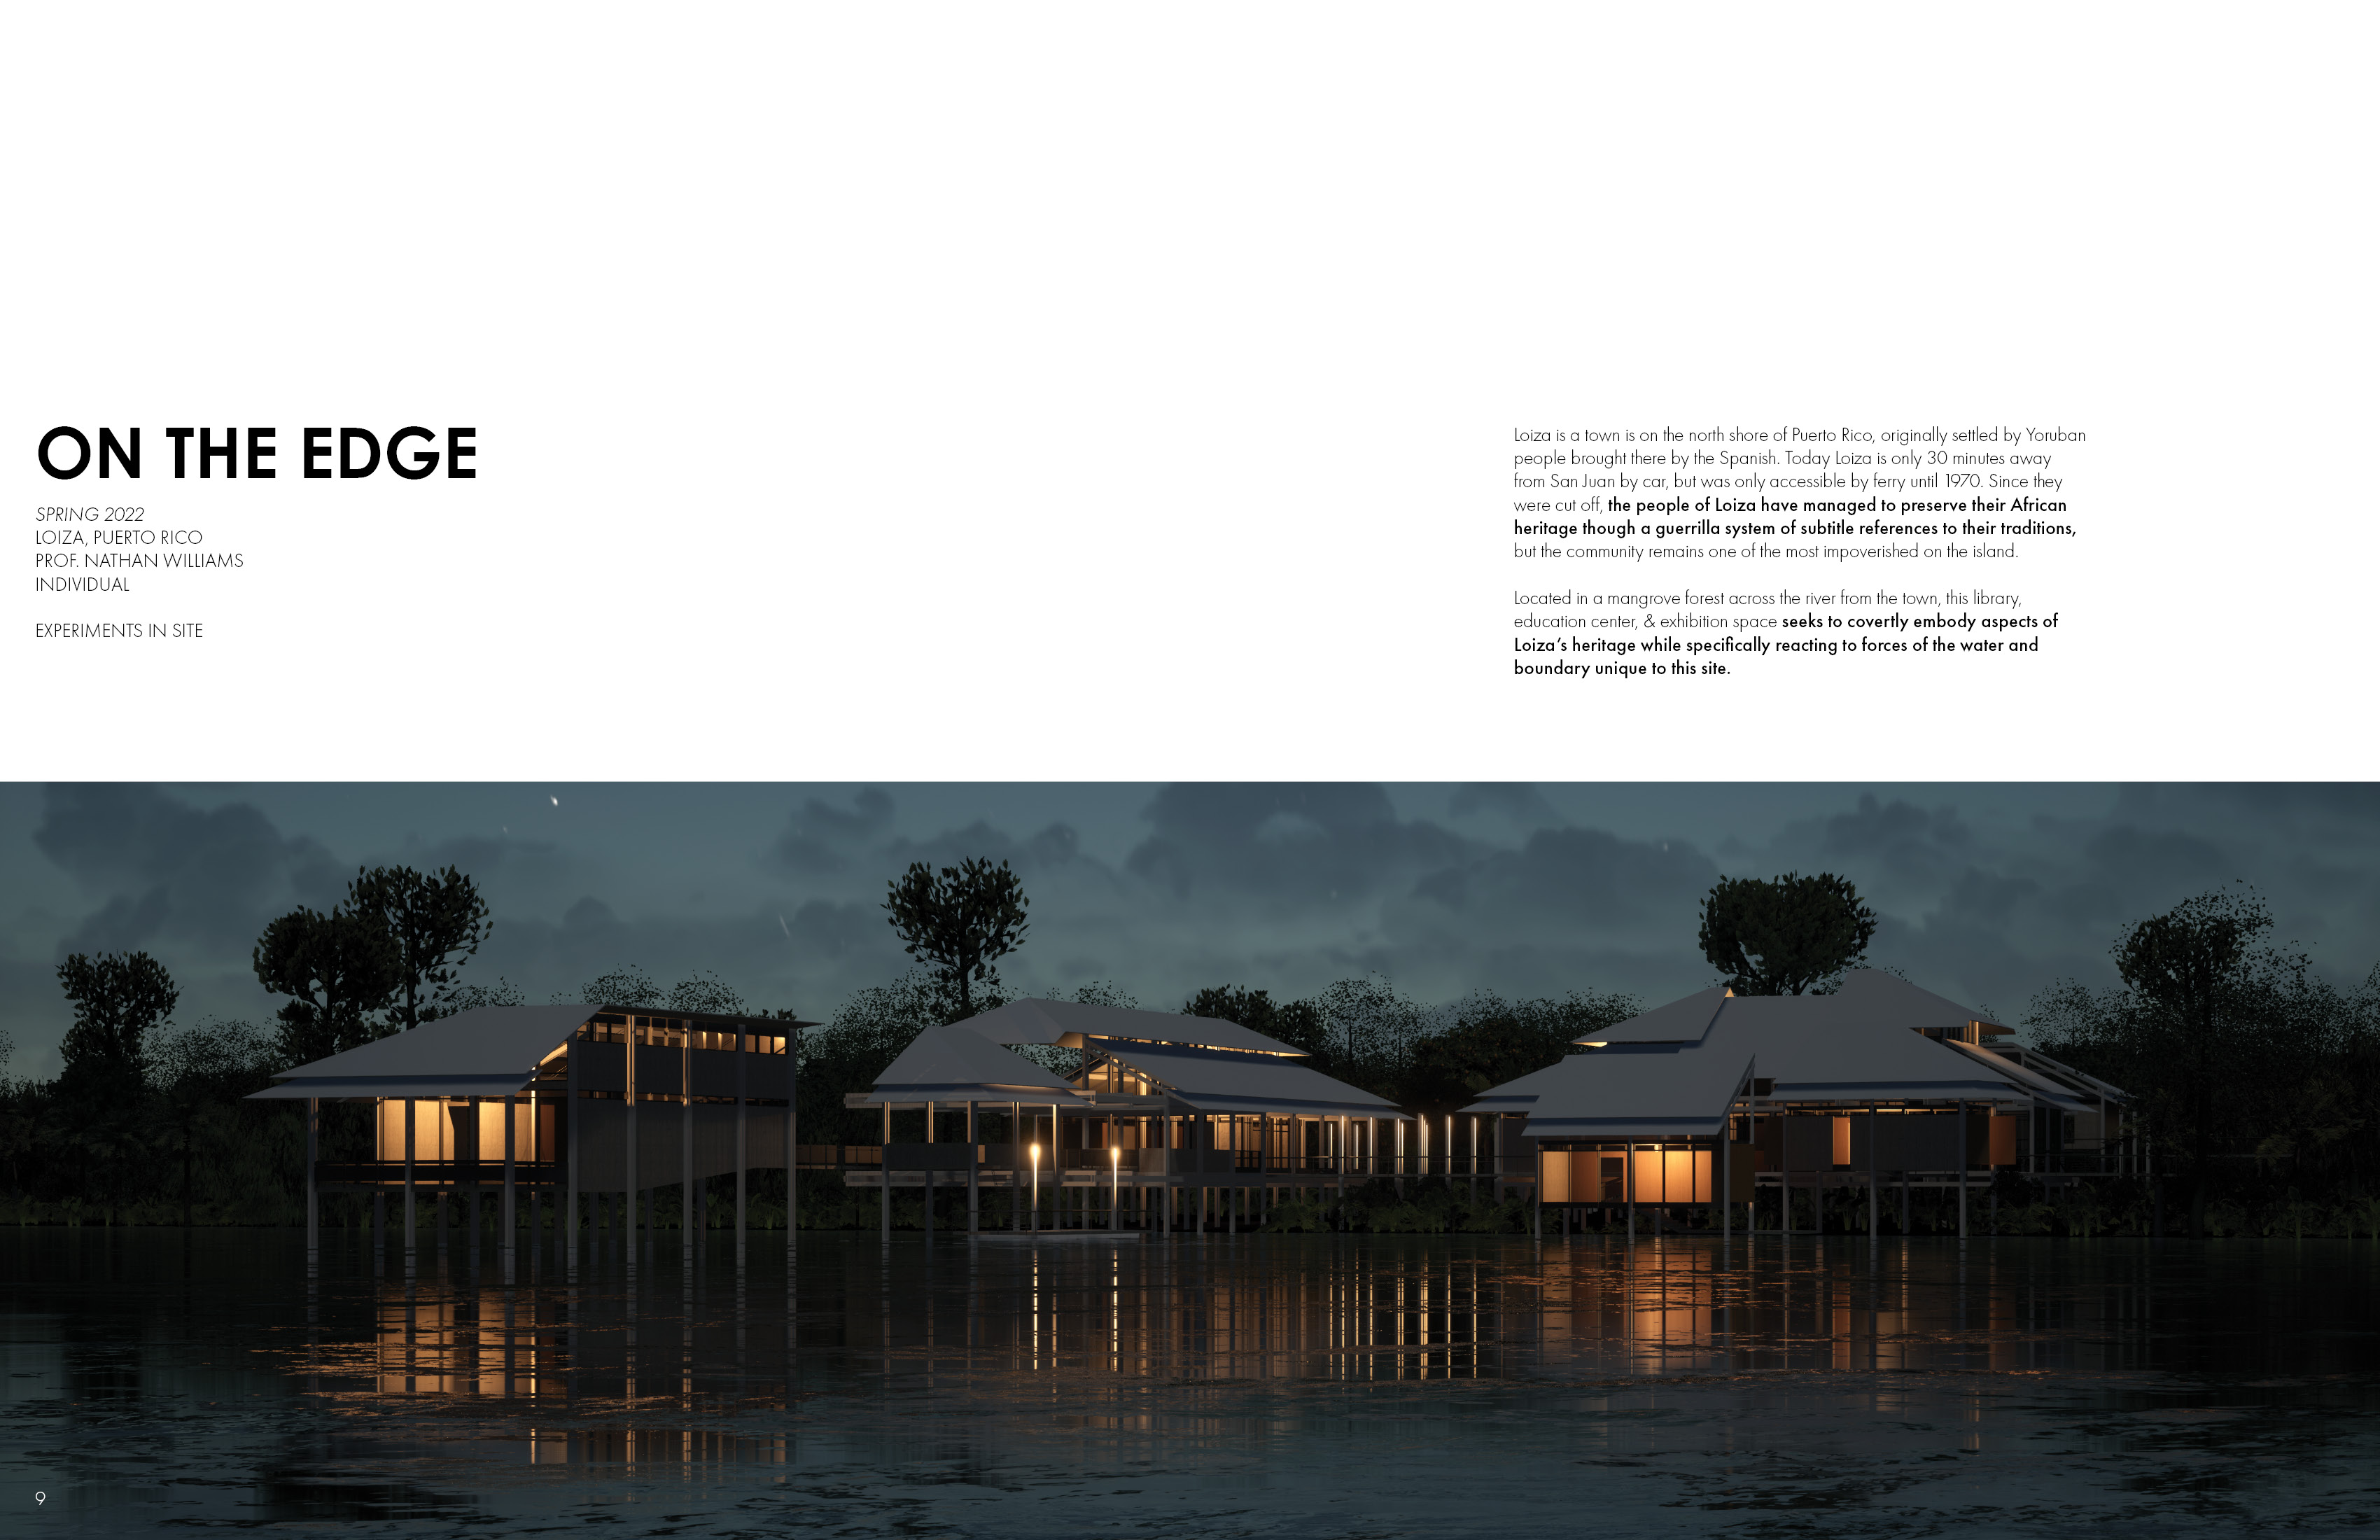 ON THE EDGE
SPRING 2022
LOIZA, PUERTO RICO
PROF. NATHAN WILLIAMS
INDIVIDUAL
EXPERIMENTS IN SITE
Loiza is a town is on the north shore of Puerto Rico, originally settled by Yoruban
people brought there by the Spanish. Today Loiza is only 30 minutes away
from San Juan by car, but was only accessible by ferry until 1970. Since they
were cut off, the people of Loiza have managed to preserve their African
heritage though a guerrilla system of subtitle references to their traditions,
but the community remains one of the most impoverished on the island.
Located in a mangrove forest across the river from the town, this library,
education center, & exhibition space seeks to covertly embody aspects of
Loiza's heritage while specifically reacting to forces of the water and
boundary unique to this site.
9